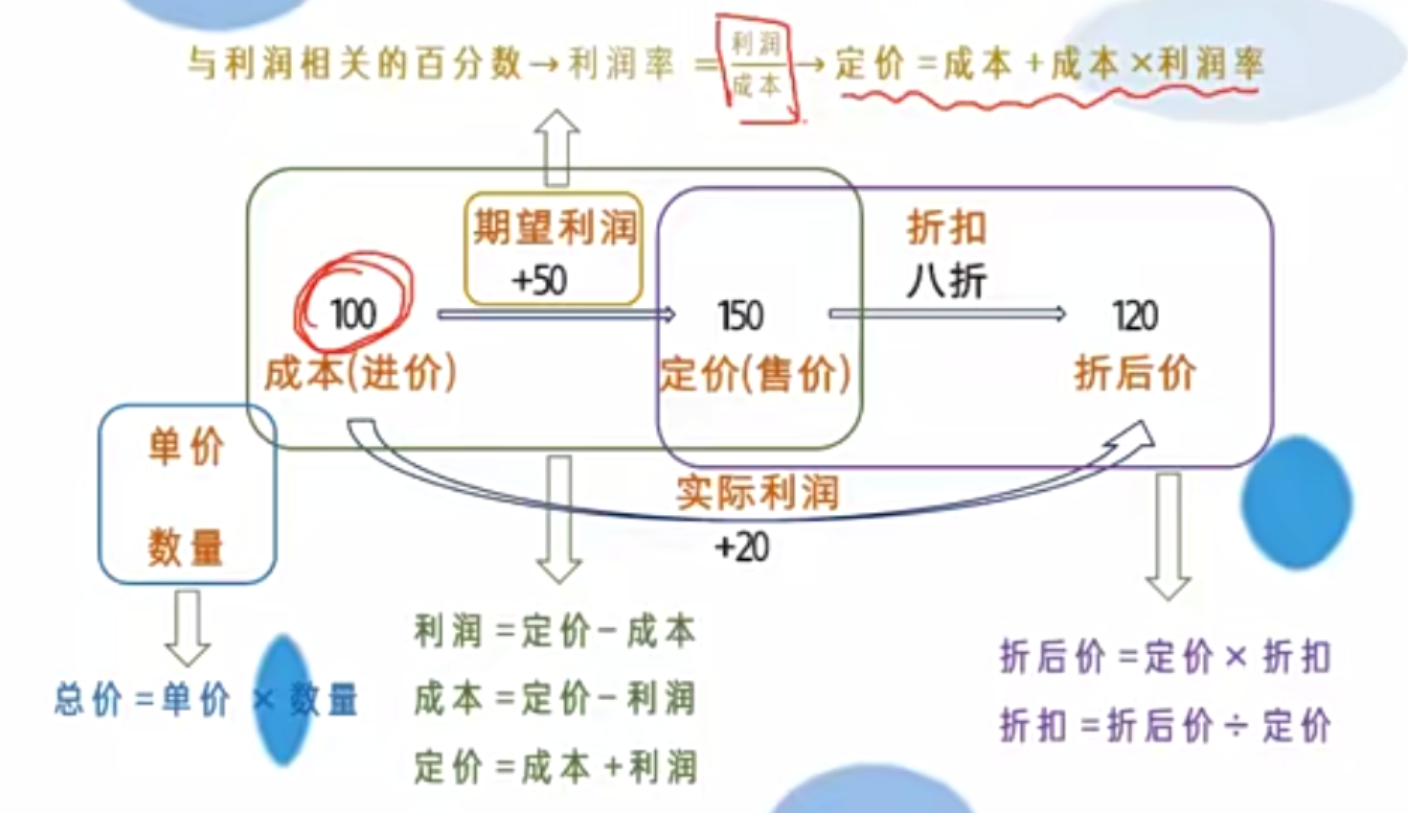 与利润相关的百分数→利润率=利润/成本→定价=成本+成本×利润率
期望利润
+50
折扣
八折
100
150
120
成本(进价)
定价(售价)
折后价
单价
数量
实际利润
+20
总价=单价×数量
利润=定价-成本
成本=定价-利润
定价=成本+利润
折后价=定价×折扣
折扣=折后价÷定价